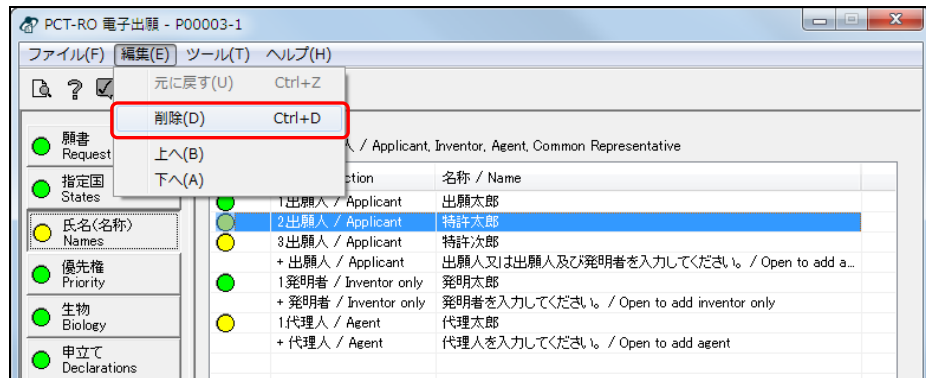 PCT-RO 電子出願 - P00003-1
ファイル(F) 編集(E) ツール(T) ヘルプ(H)
元に戻す(U) Ctrl+Z
削除(D) Ctrl+D
上へ(B)
下へ(A)
願書
Request
指定国
States
氏名(名称)
Names
優先権
Priority
生物
Biology
申立て
Declarations
/ Applicant, Inventor, Agent, Common Representative
ction 名称 / Name
1出願人 / Applicant 出願太郎
2出願人 / Applicant 特許太郎
3出願人 / Applicant 特許次郎
+ 出願人 / Applicant 出願人又は出願人及び発明者を入力してください。 / Open to add a...
1発明者 / Inventor only 発明太郎
+ 発明者 / Inventor only 発明者を入力してください。 / Open to add inventor only
1代理人 / Agent 代理太郎
+ 代理人 / Agent 代理人を入力してください。 / Open to add agent